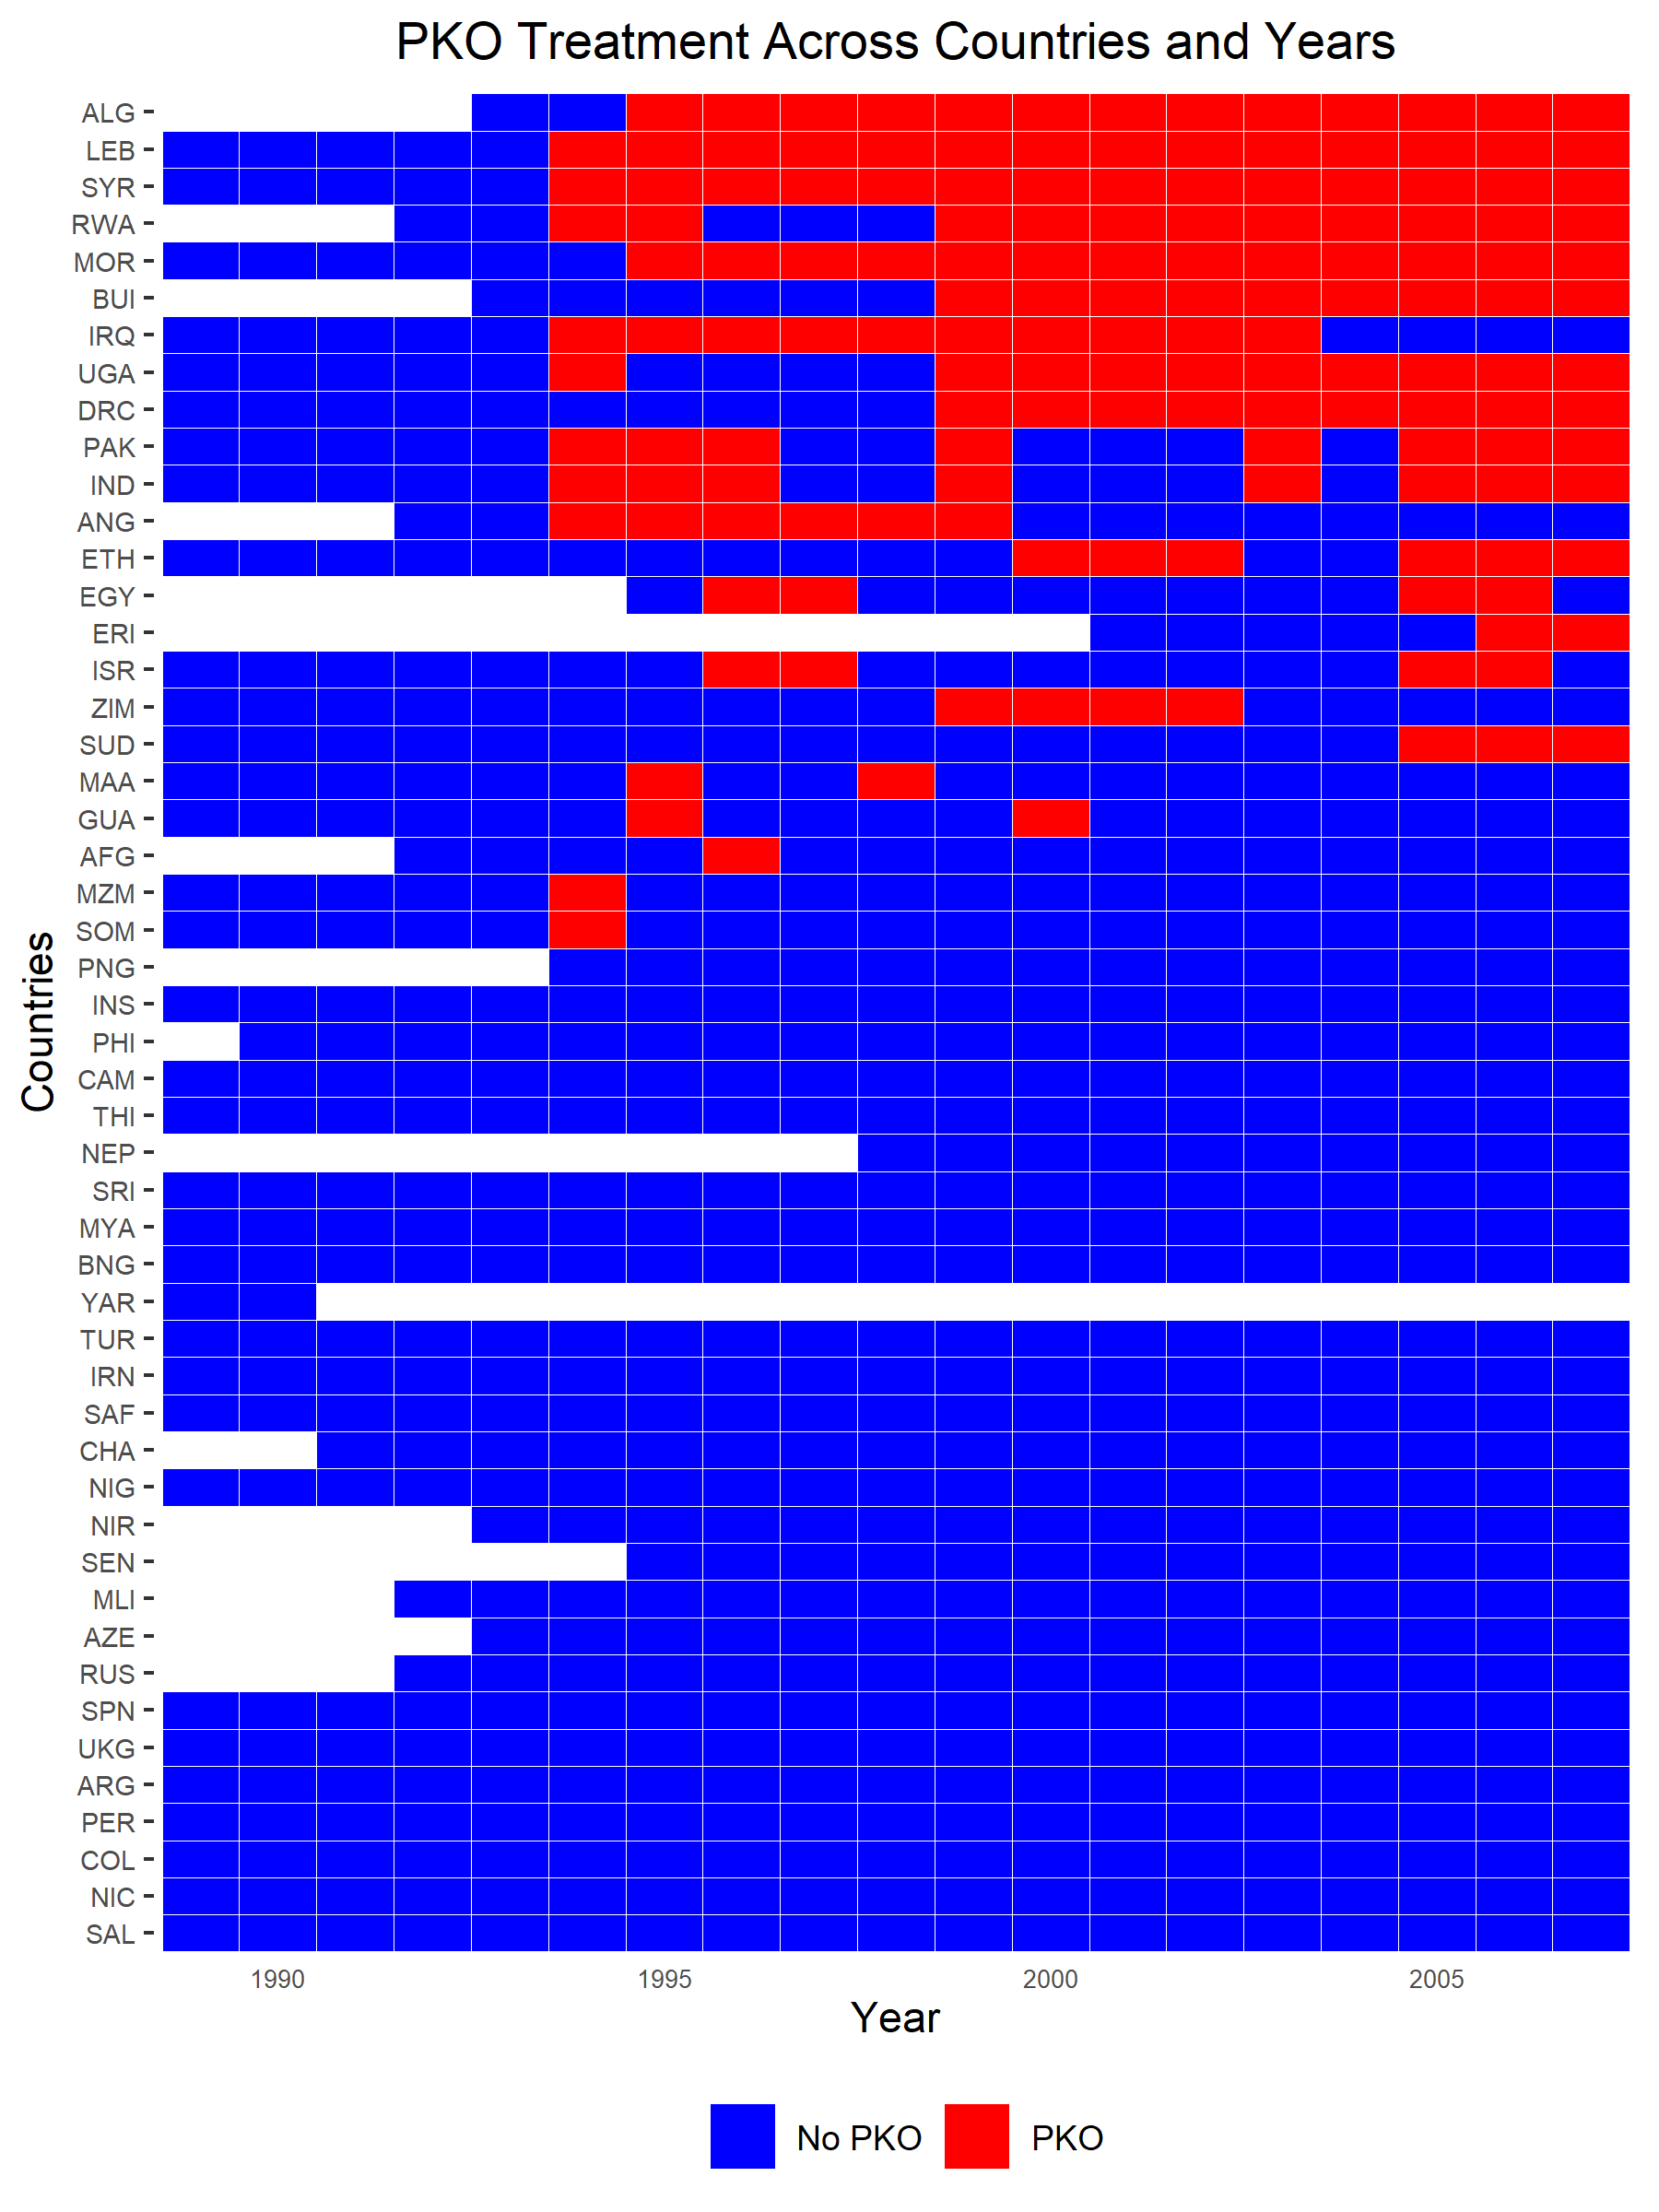 PKO Treatment Across Countries and Years
ALG
LEB
SYR
RWA
MOR
BUI
IRQ
UGA
DRC
PAK
IND
ANG
ETH
EGY
ERI
ISR
ZIM
SUD
MAA
GUA
AFG
MZM
SOM
PNG
INS
PHI
CAM
THI
NEP
SRI
MYA
BNG
YAR
TUR
IRN
SAF
CHA
NIG
NIR
SEN
MLI
AZE
RUS
SPN
UKG
ARG
PER
COL
NIC
SAL
Countries
1990 1995 2000 2005
Year
No PKO PKO